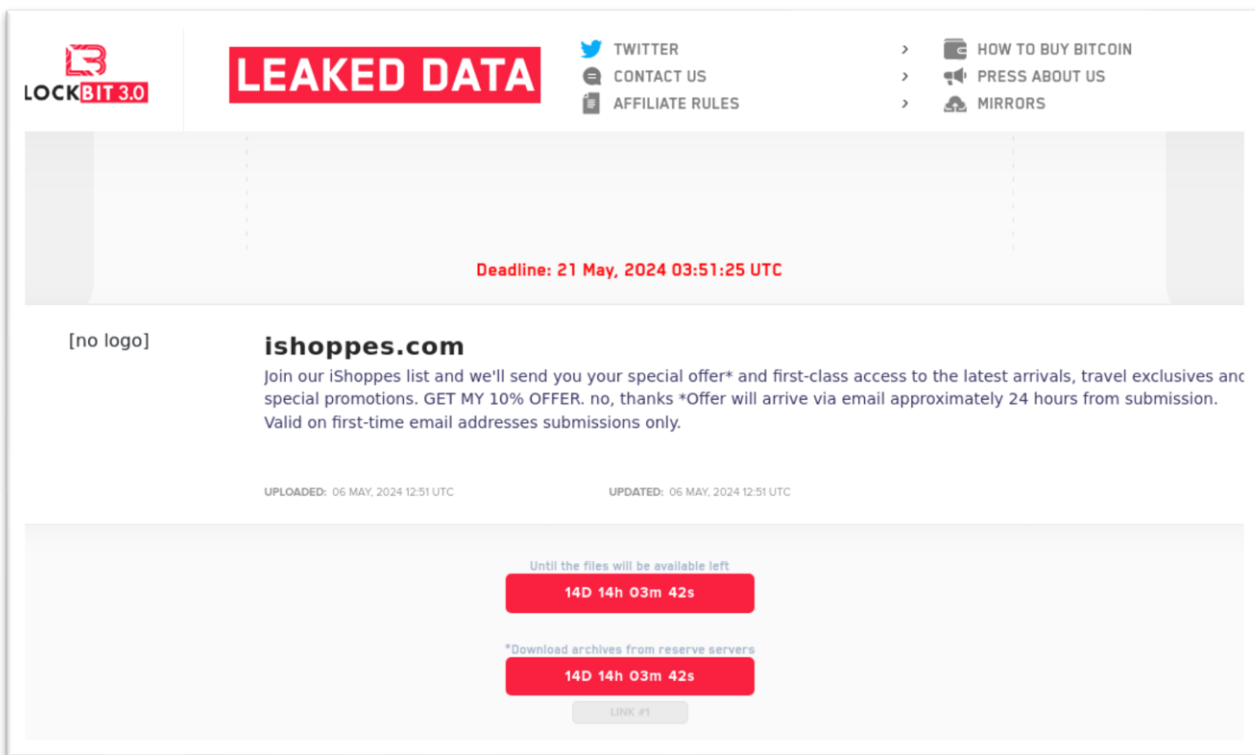 LOCKBIT 3.0
LEAKED DATA
TWITTER
CONTACT US
AFFILIATE RULES
>
>
>
HOW TO BUY BITCOIN
PRESS ABOUT US
MIRRORS
Deadline: 21 May, 2024 03:51:25 UTC
[no logo]
ishoppes.com
Join our iShoppes list and we'll send you your special offer* and first-class access to the latest arrivals, travel exclusives and
special promotions. GET MY 10% OFFER. no, thanks *Offer will arrive via email approximately 24 hours from submission.
Valid on first-time email addresses submissions only.
UPLOADED: 06 MAY, 2024 12:51 UTC
UPDATED: 06 MAY, 2024 12:51 UTC
Until the files will be available left
14D 14h 03m 42s
*Download archives from reserve servers
14D 14h 03m 42s
LINK #1